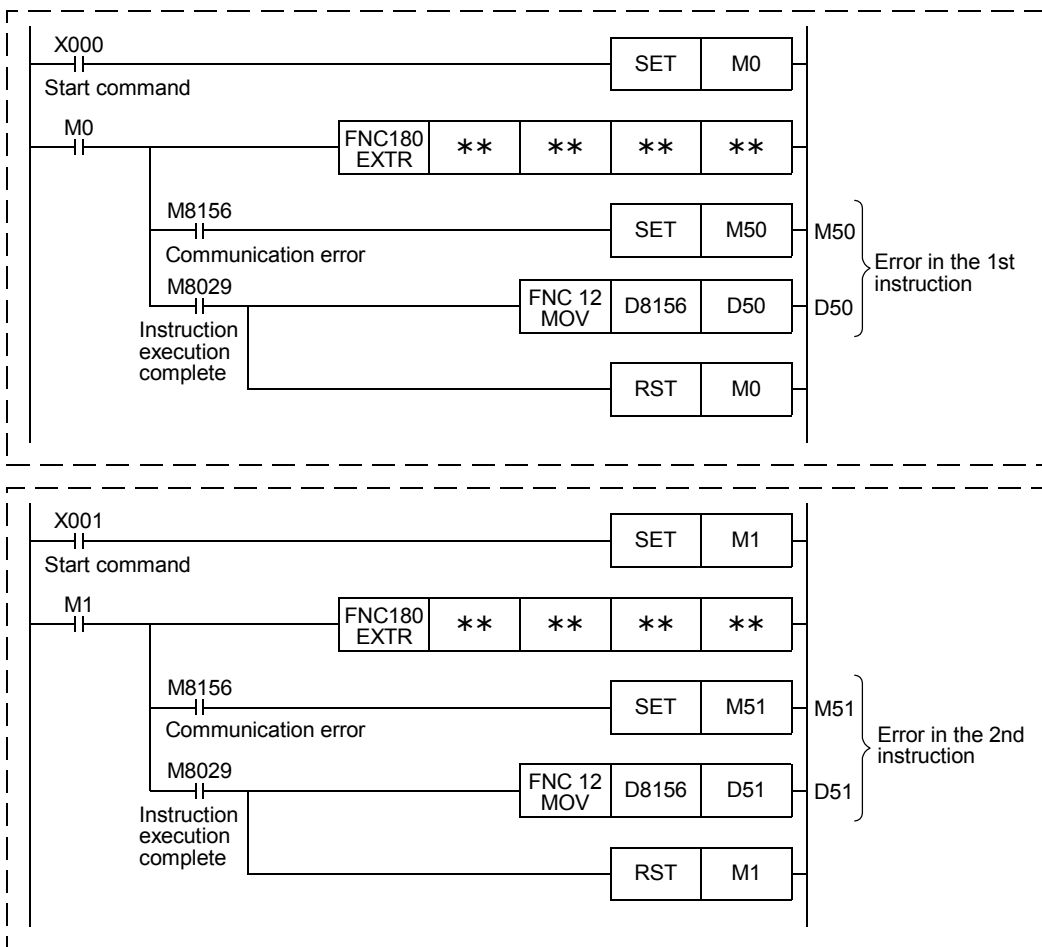 X000
SET M0
Start command
M0
FNC180 EXTR ** ** ** **
M8156
SET M50 M50
Communication error
Error in the 1st
instruction
M8029
FNC 12 MOV D8156 D50 D50
Instruction
execution
complete
RST M0
X001
SET M1
Start command
M1
FNC180 EXTR ** ** ** **
M8156
SET M51 M51
Communication error
Error in the 2nd
instruction
M8029
FNC 12 MOV D8156 D51 D51
Instruction
execution
complete
RST M1